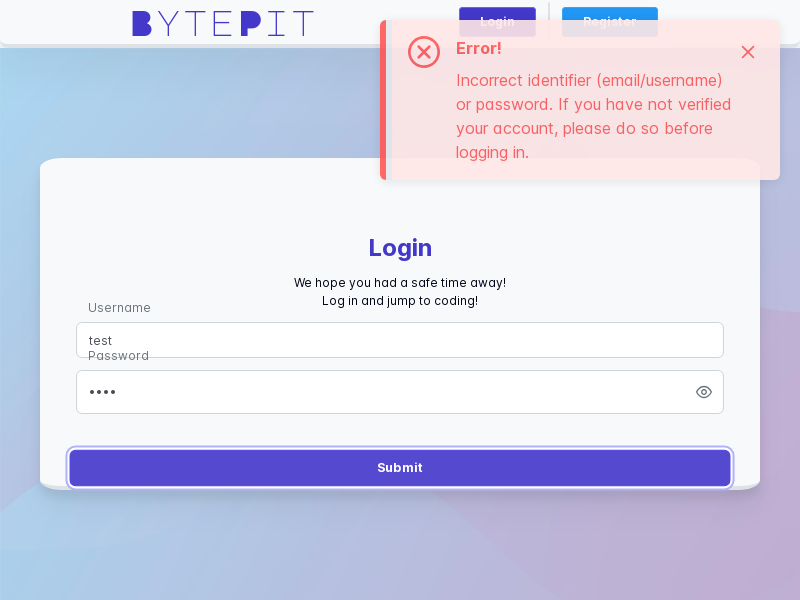 BYTEPIT
Login
Register
Error!
Incorrect identifier (email/username)
or password. If you have not verified
your account, please do so before
logging in.
Login
We hope you had a safe time away!
Log in and jump to coding!
Username
test
Password
Submit